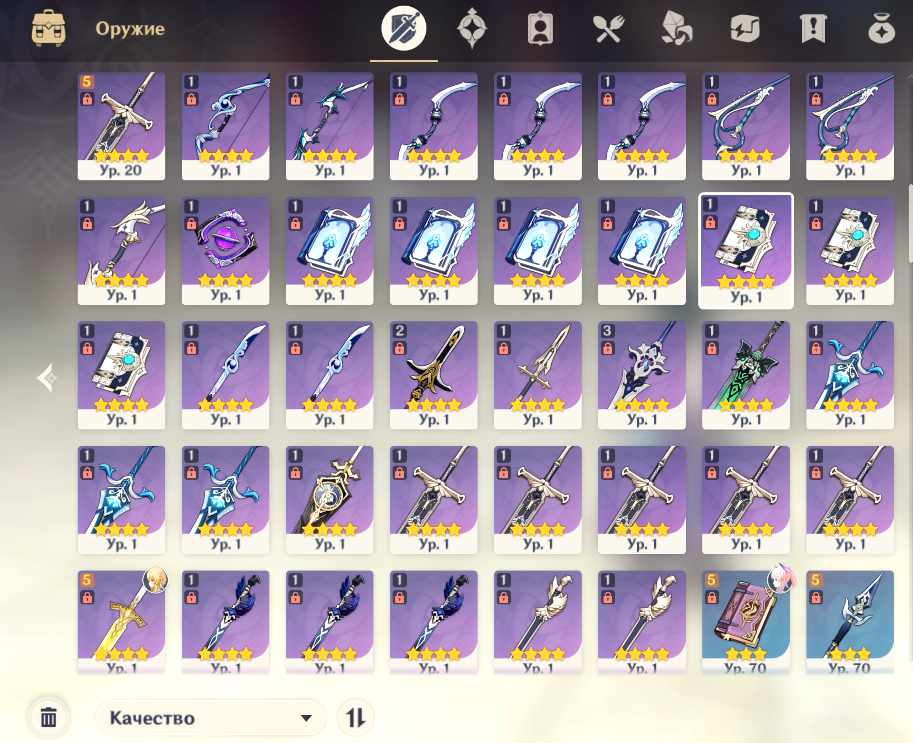 Оружие
5 1 1 1 1 1 1 1
Ур. 20 Ур. 1 Ур. 1 Ур. 1 Ур. 1 Ур. 1 Ур. 1 Ур. 1
1 1 1 1 1 1 1 1
Ур. 1 Ур. 1 Ур. 1 Ур. 1 Ур. 1 Ур. 1 Ур. 1 Ур. 1
1 1 1 2 1 3 1 1
Ур. 1 Ур. 1 Ур. 1 Ур. 1 Ур. 1 Ур. 1 Ур. 1 Ур. 1
1 1 1 1 1 1 1 1
Ур. 1 Ур. 1 Ур. 1 Ур. 1 Ур. 1 Ур. 1 Ур. 1 Ур. 1
5 1 1 1 1 1 5 5
Ур. 1 Ур. 1 Ур. 1 Ур. 1 Ур. 1 Ур. 1 Ур. 70 Ур. 70
Качество